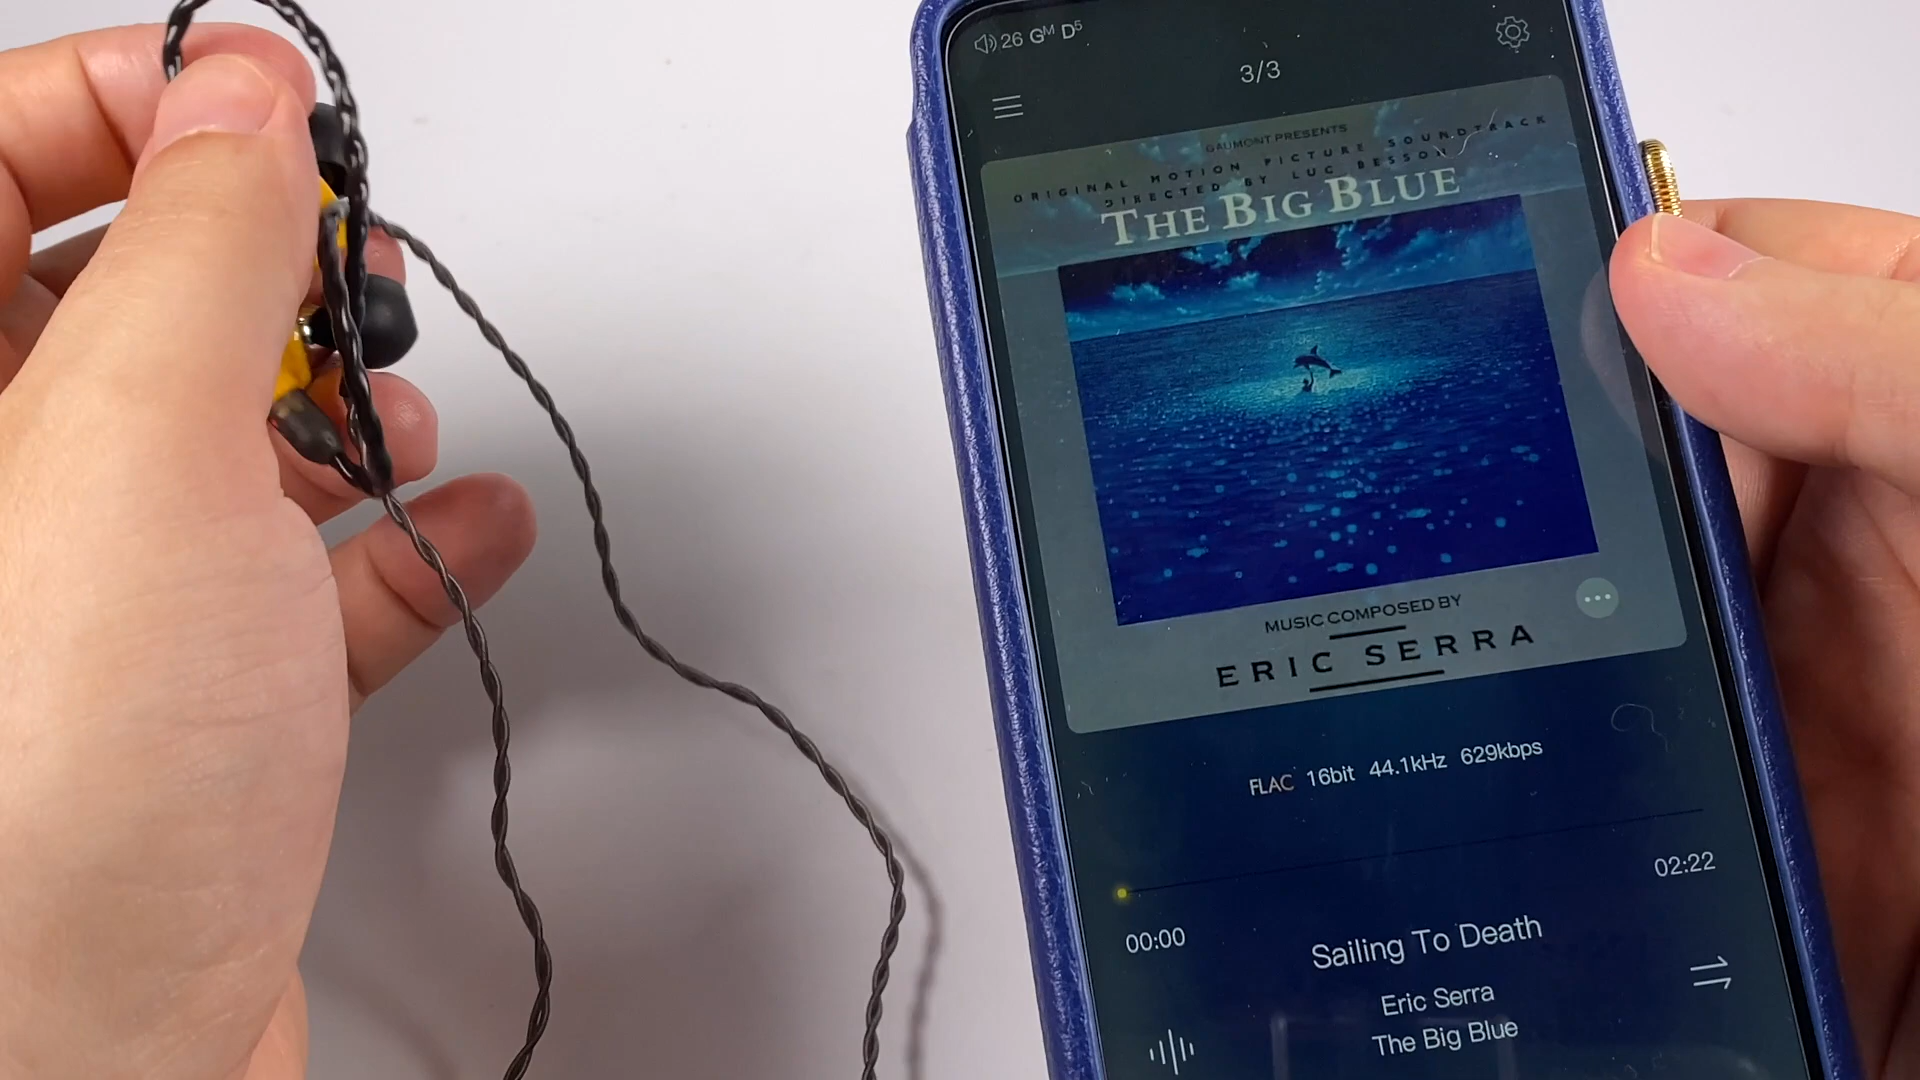 26 GM D5
3/3
GAUMONT PRESENTS
ORIGINAL MOTION PICTURE SOUNDTRACK
DIRECTED BY LUC BESSON
THE BIG BLUE
MUSIC COMPOSED BY
ERIC SERRA
FLAC 16bit 44.1kHz 629kbps
02:22
00:00
Sailing To Death
Eric Serra
The Big Blue